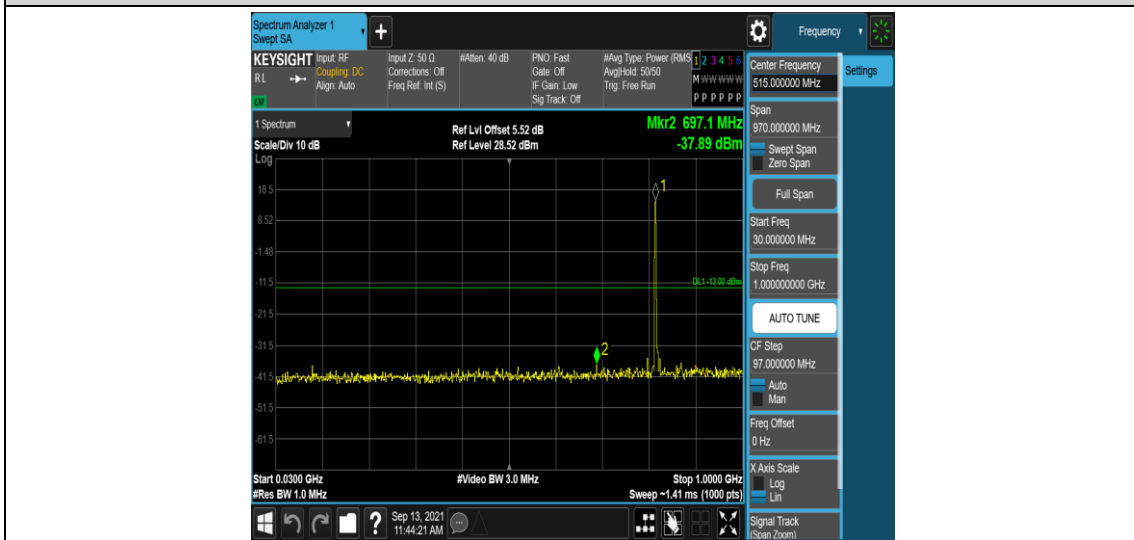 Spectrum Analyzer 1
Swept SA
+
Frequency
KEYSIGHT
RL
LXI
Input: RF
Coupling: DC
Align: Auto
Input Z: 50 Ω
Corrections: Off
Freq Ref: Int (S)
#Atten: 40 dB
PNO: Fast
Gate: Off
IF Gain: Low
Sig Track: Off
#Avg Type: Power (RMS
Avg|Hold: 50/50
Trig: Free Run
1 2 3 4 5 6
M W W W W W
P P P P P P
1 Spectrum
Scale/Div 10 dB
Log
Ref Lvl Offset 5.52 dB
Ref Level 28.52 dBm
Mkr2 697.1 MHz
-37.89 dBm
1
18.5
8.52
-1.48
-11.5
DL1 -13.00 dBm
-21.5
-31.5
2
-41.5
-51.5
-61.5
Start 0.0300 GHz
#Res BW 1.0 MHz
#Video BW 3.0 MHz
Stop 1.0000 GHz
Sweep ~1.41 ms (1000 pts)
Center Frequency
515.000000 MHz
Settings
Span
970.000000 MHz
Swept Span
Zero Span
Full Span
Start Freq
30.000000 MHz
Stop Freq
1.000000000 GHz
AUTO TUNE
CF Step
97.000000 MHz
Auto
Man
Freq Offset
0 Hz
X Axis Scale
Log
Lin
Signal Track
(Span Zoom)
?
Sep 13, 2021
11:44:21 AM